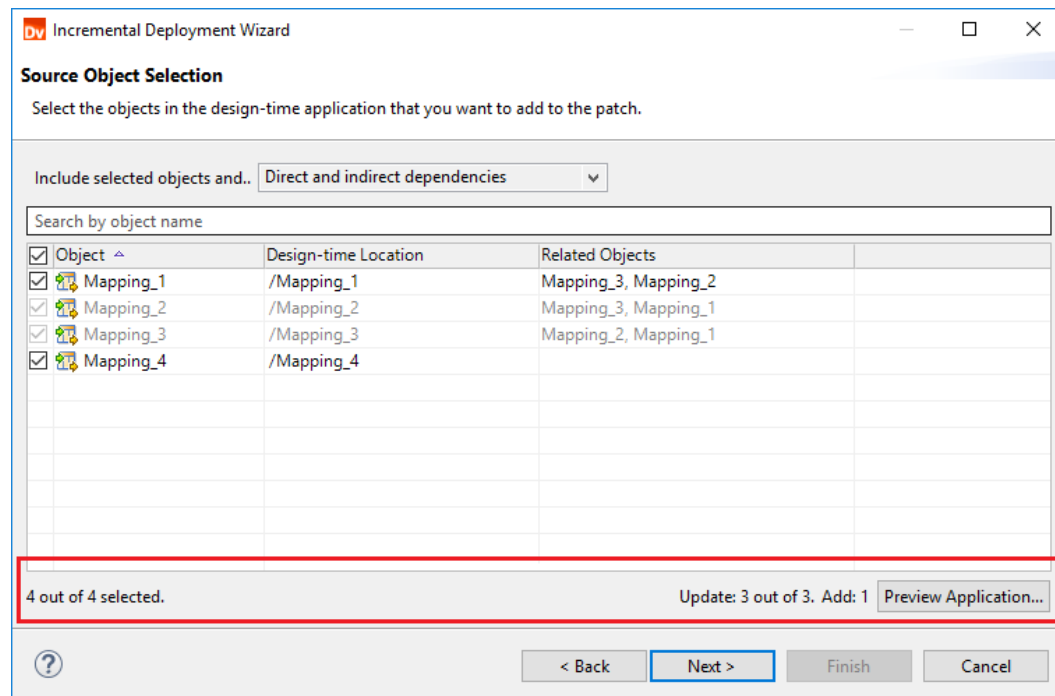 Dv Incremental Deployment Wizard
Source Object Selection
Select the objects in the design-time application that you want to add to the patch.
Include selected objects and.. Direct and indirect dependencies
Search by object name
Object Design-time Location Related Objects
Mapping_1 /Mapping_1 Mapping_3, Mapping_2
Mapping_2 /Mapping_2 Mapping_3, Mapping_1
Mapping_3 /Mapping_3 Mapping_2, Mapping_1
Mapping_4 /Mapping_4
4 out of 4 selected. Update: 3 out of 3. Add: 1 Preview Application...
? < Back Next > Finish Cancel